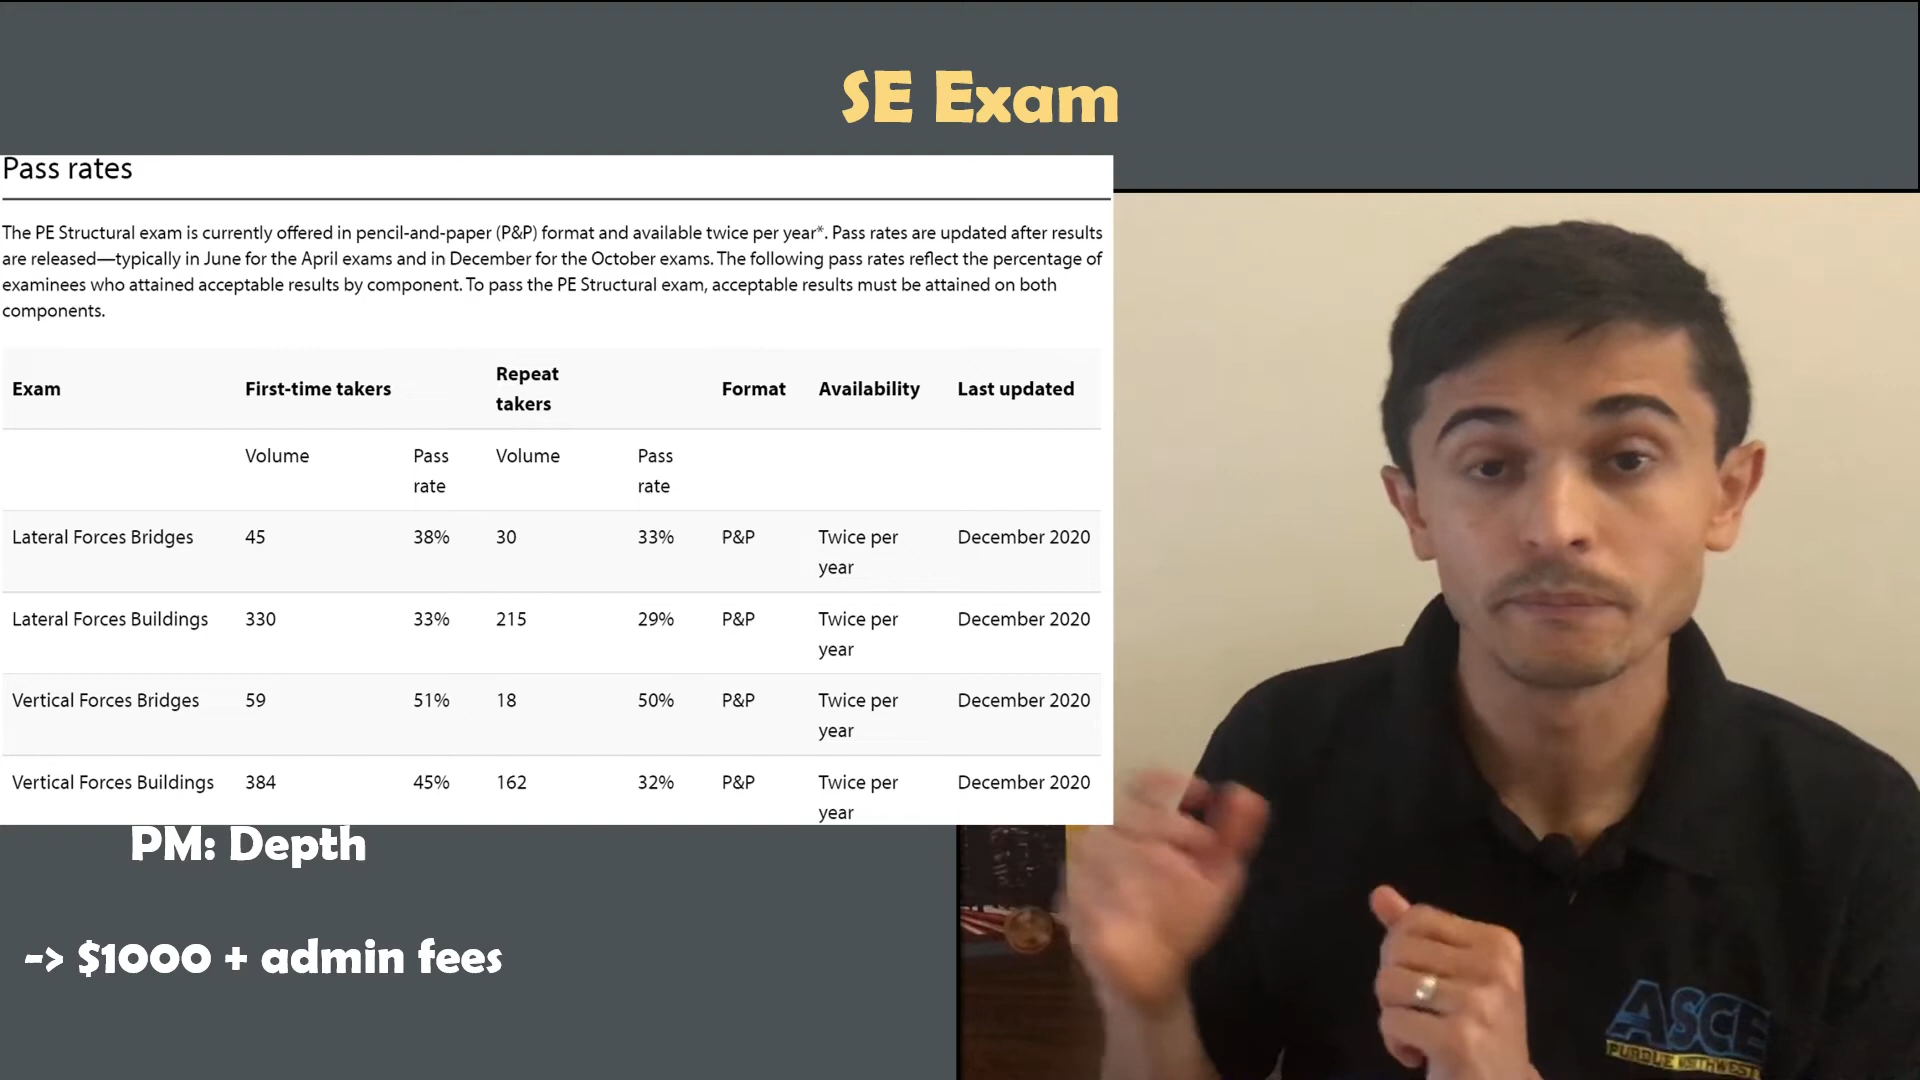 SE Exam
Pass rates
The PE Structural exam is currently offered in pencil-and-paper (P&P) format and available twice per year*. Pass rates are updated after results
are released—typically in June for the April exams and in December for the October exams. The following pass rates reflect the percentage of
examinees who attained acceptable results by component. To pass the PE Structural exam, acceptable results must be attained on both
components.
Exam First-time takers Repeat takers Format Availability Last updated
Volume Pass rate Volume Pass rate
Lateral Forces Bridges 45 38% 30 33% P&P Twice per year December 2020
Lateral Forces Buildings 330 33% 215 29% P&P Twice per year December 2020
Vertical Forces Bridges 59 51% 18 50% P&P Twice per year December 2020
Vertical Forces Buildings 384 45% 162 32% P&P Twice per year December 2020
PM: Depth
-> $1000 + admin fees
ASCE
PURDUE NORTHWEST